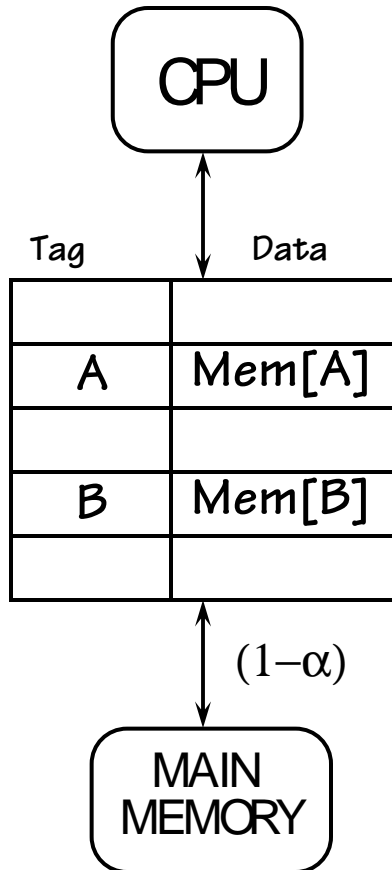 CPU
Tag Data
A Mem[A]
B Mem[B]
(1–α)
MAIN
MEMORY